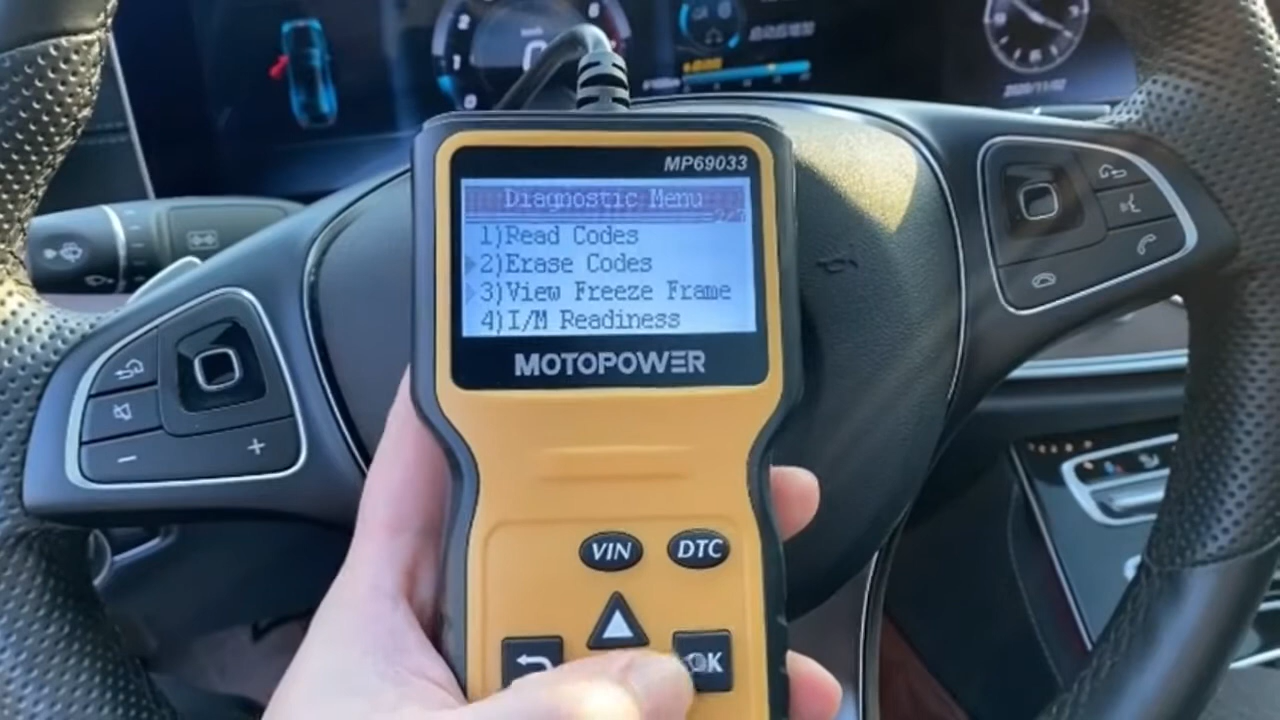 MP69033
Diagnostic Menu
1)Read Codes
2)Erase Codes
3)View Freeze Frame
4)I/M Readiness
MOTOPOWER
VIN
DTC
OK